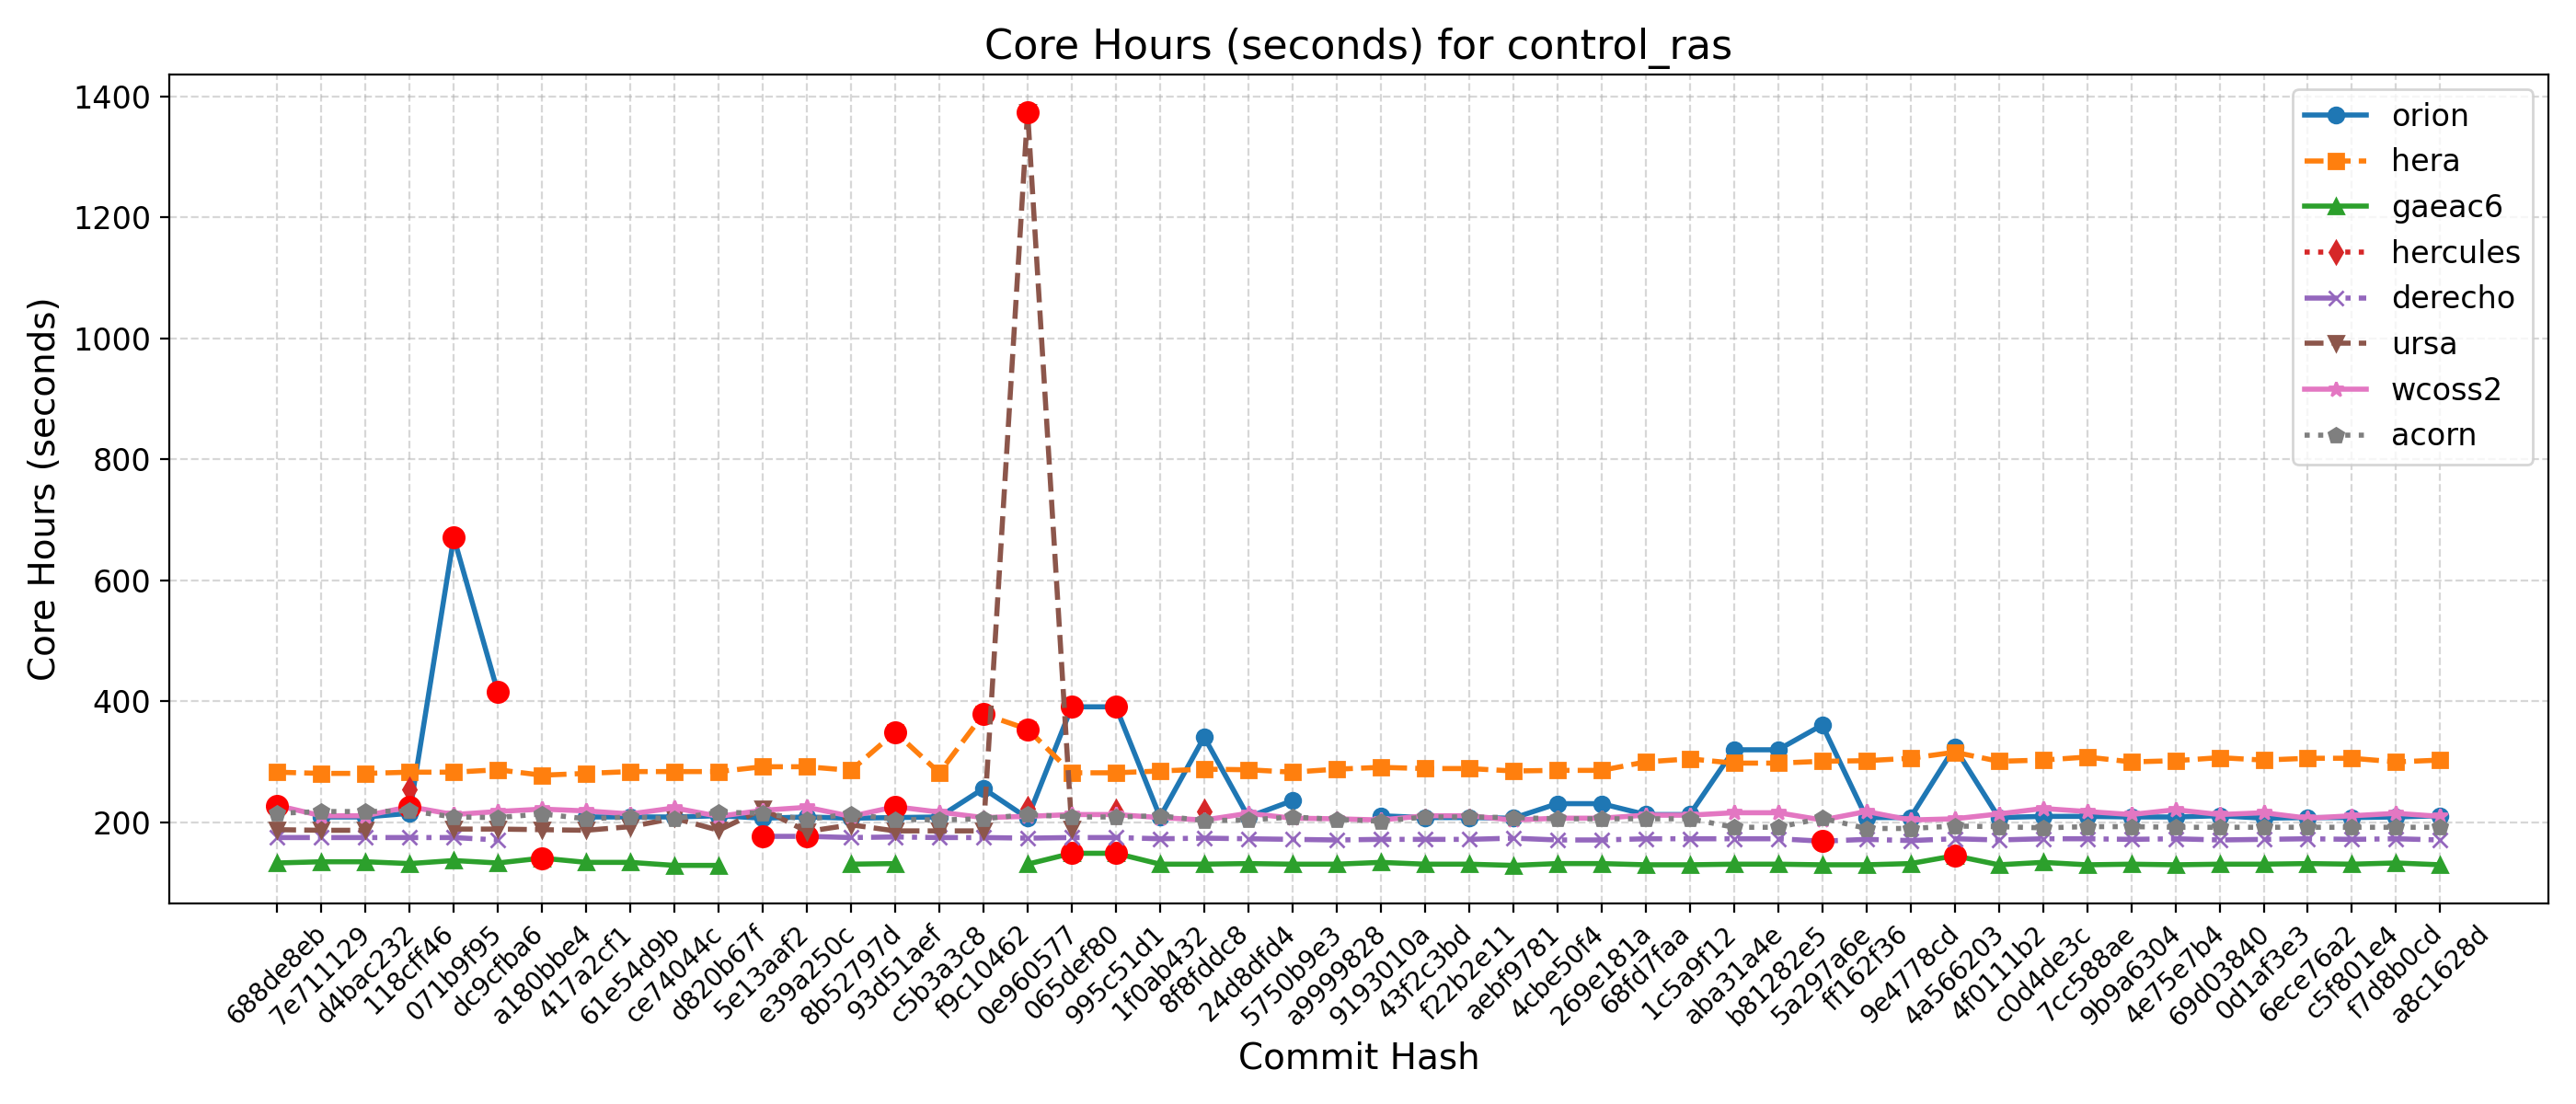 Core Hours (seconds) for control_ras
Core Hours (seconds)
1400
1200
1000
800
600
400
200
orion
hera
gaeac6
hercules
derecho
ursa
wcoss2
acorn
688de8eb
7e711129
d4bac232
118cff46
071b9f95
dc9cfba6
a180bbe4
417a2cf1
61e54d9b
ce74044c
d820b67f
5e13aaf2
e39a250c
8b52797d
93d51aef
c5b3a3c8
f9c10462
0e960577
065def80
995c51d1
1f0ab432
8f8fddc8
24d8dfd4
5750b9e3
a9999828
9193010a
43f2c3bd
f22b2e11
aebf9781
4cbe50f4
269e181a
68fd7faa
1c5a9f12
aba31a4e
b81282e5
5a297a6e
ff162f36
9e4778cd
4a566203
4f0111b2
c0d4de3c
7cc588ae
9b9a6304
4e75e7b4
69d03840
0d1af3e3
6ece76a2
c5f801e4
f7d8b0cd
a8c1628d
Commit Hash